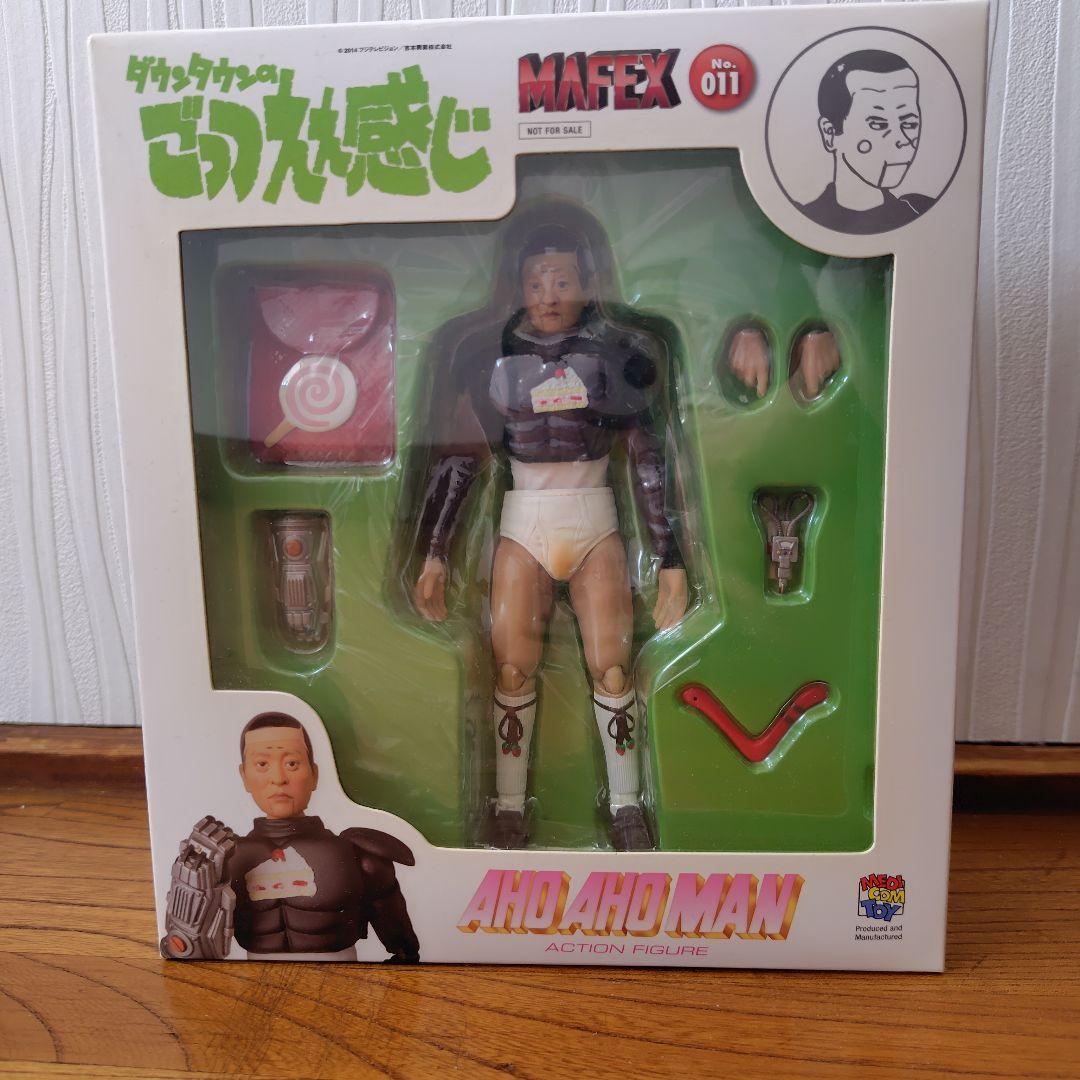 ©2014 フジテレビジョン/吉本興業株式会社
ダウンタウンの
ごっつええ感じ
MAFEX
No.
011
NOT FOR SALE
AHO AHO MAN
ACTION FIGURE
MEDI
COM
TOY
Produced and
Manufactured